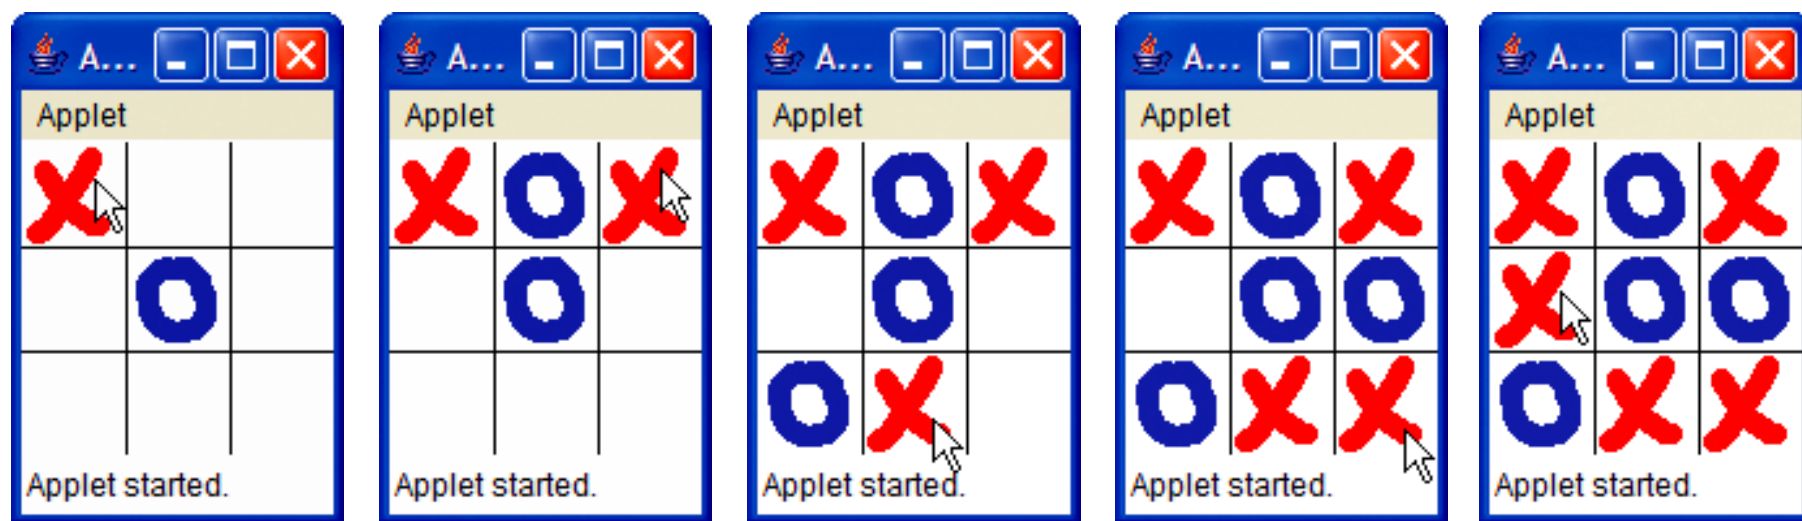 A...
Applet
X
O
Applet started.
A...
Applet
X O X
O
Applet started.
A...
Applet
X O X
O
O X
Applet started.
A...
Applet
X O X
O O
O X X
Applet started.
A...
Applet
X O X
X O O
O X X
Applet started.